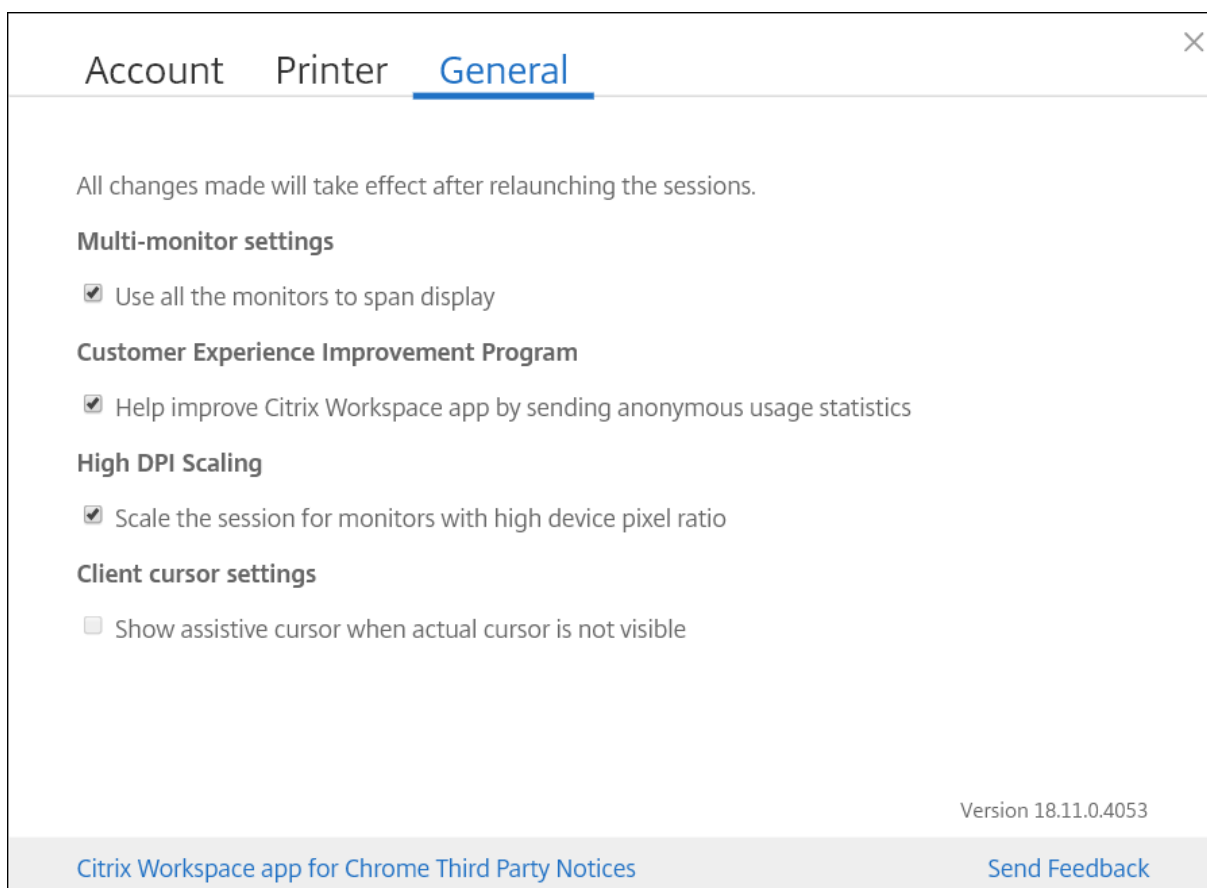 Account Printer General
All changes made will take effect after relaunching the sessions.
Multi-monitor settings
Use all the monitors to span display
Customer Experience Improvement Program
Help improve Citrix Workspace app by sending anonymous usage statistics
High DPI Scaling
Scale the session for monitors with high device pixel ratio
Client cursor settings
Show assistive cursor when actual cursor is not visible
Version 18.11.0.4053
Citrix Workspace app for Chrome Third Party Notices Send Feedback